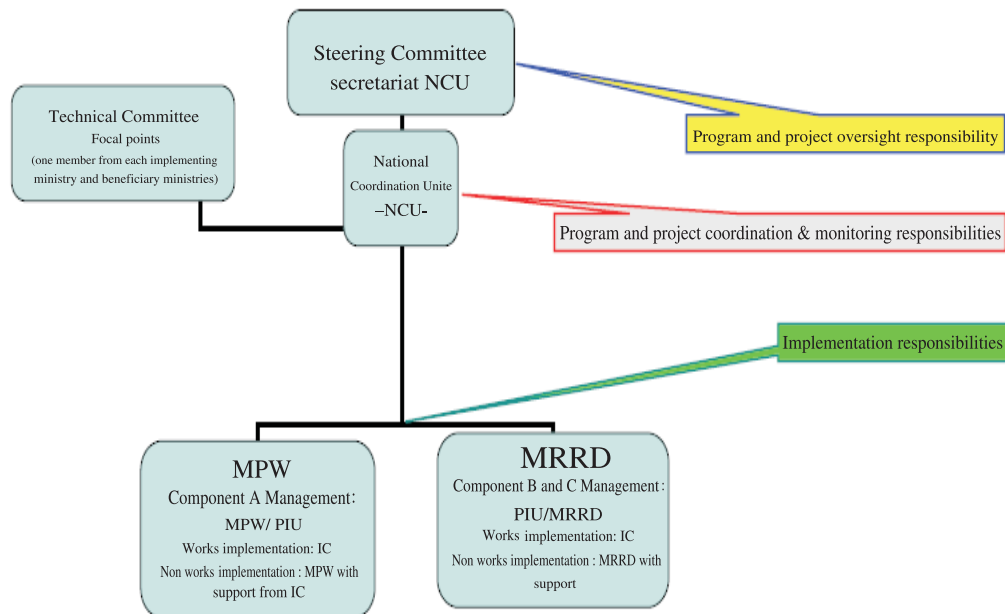 Steering Committee
secretariat NCU
Technical Committee
Focal points
(one member from each implementing
ministry and beneficiary ministries)
National
Coordination Unite
–NCU-
Program and project oversight responsibility
Program and project coordination & monitoring responsibilities
Implementation responsibilities
MPW
Component A Management:
MPW/ PIU
Works implementation: IC
Non works implementation : MPW with
support from IC
MRRD
Component B and C Management:
PIU/MRRD
Works implementation: IC
Non works implementation : MRRD with
support